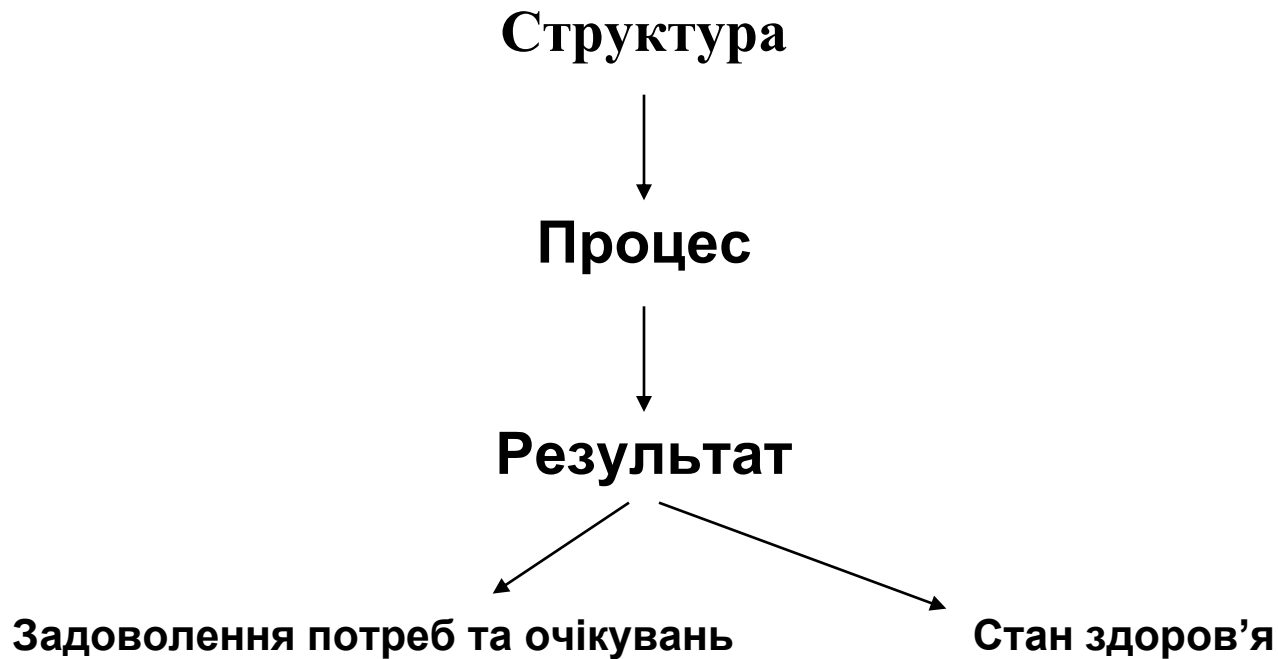 Структура
Процес
Результат
Задоволення потреб та очікувань
Стан здоров’я